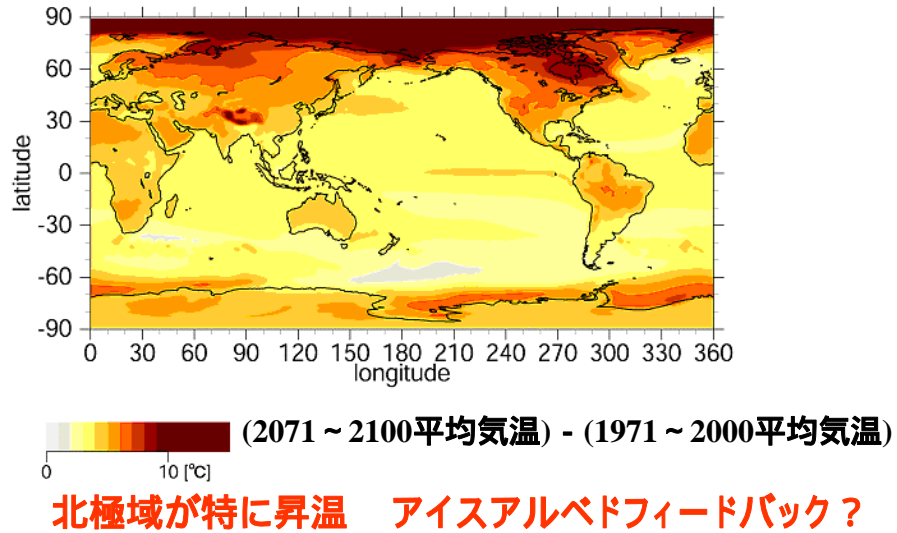 90
60
30
0
-30
-60
-90
latitude
0 30 60 90 120 150 180 210 240 270 300 330 360
longitude
0 10 [℃]
(2071～2100平均気温) - (1971～2000平均気温)
北極域が特に昇温 アイスアルベドフィードバック？